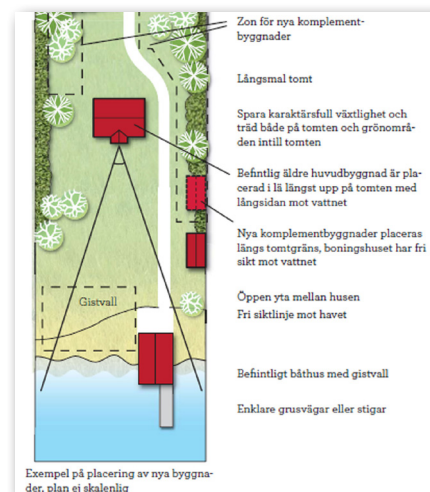 Zon för nya komplement-
byggnader
Långsmal tomt
Spara karaktärsfull växtlighet och
träd både på tomten och grönområ-
den intill tomten
Befintlig äldre huvudbyggnad är pla-
cerad i lä längst upp på tomten med
långsidan mot vattnet
Nya komplementbyggnader placeras
längs tomtgräns, boningshuset har fri
sikt mot vattnet
Öppen yta mellan husen
Fri siktlinje mot havet
Gistvall
Befintligt båthus med gistvall
Enklare grusvägar eller stigar
Exempel på placering av nya byggna-
der, plan ej skalenlig